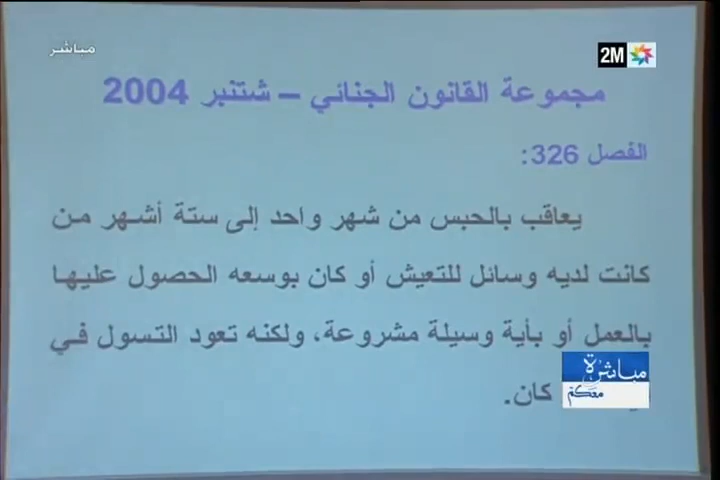 مباشر
2M
مجموعة القانون الجنائي – شتنبر 2004
الفصل 326:
يعاقب بالحبس من شهر واحد إلى ستة أشهر من
كانت لديه وسائل للتعيش أو كان بوسعه الحصول عليها
بالعمل أو بأية وسيلة مشروعة، ولكنه تعود التسول في
كان.
مباشرة
معكم